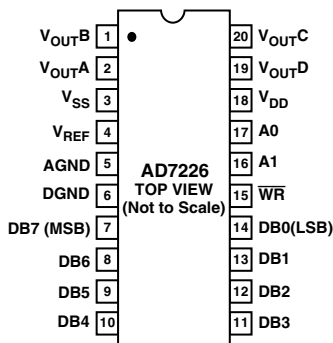 VOUTB 1 20 VOUTC
VOUTA 2 19 VOUTD
VSS 3 18 VDD
VREF 4 17 A0
AGND 5 16 A1
DGND 6 15 WR
DB7 (MSB) 7 14 DB0(LSB)
DB6 8 13 DB1
DB5 9 12 DB2
DB4 10 11 DB3
AD7226
TOP VIEW
(Not to Scale)